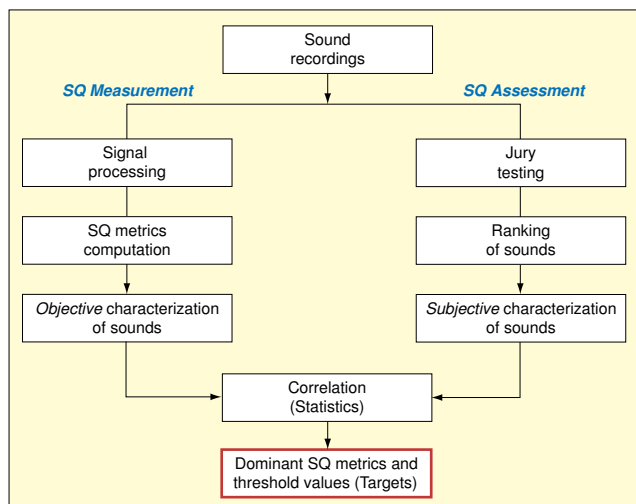 Sound
recordings
SQ Measurement
SQ Assessment
Signal
processing
Jury
testing
SQ metrics
computation
Ranking
of sounds
Objective characterization
of sounds
Subjective characterization
of sounds
Correlation
(Statistics)
Dominant SQ metrics and
threshold values (Targets)